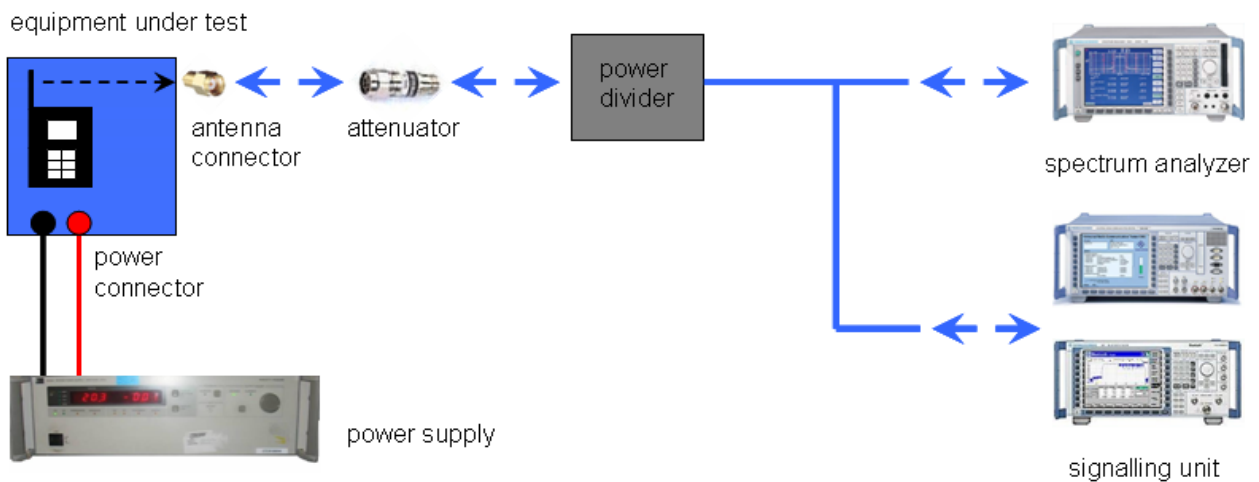 equipment under test
antenna
connector
attenuator
power
divider
spectrum analyzer
power
connector
power supply
signalling unit